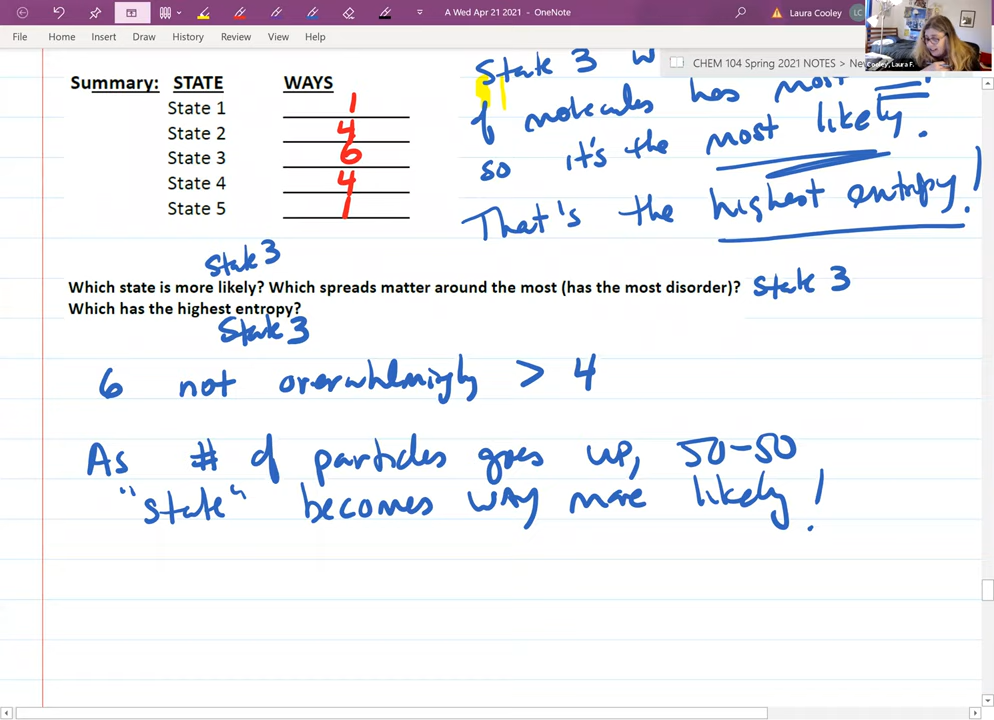 A Wed Apr 21 2021 - OneNote
Laura Cooley
LC
File Home Insert Draw History Review View Help
Cooley, Laura F.
CHEM 104 Spring 2021 NOTES >
Summary: STATE WAYS
State 1 1
State 2 4
State 3 6
State 4 4
State 5 1
State 3
of molecules has most
so it's the most likely.
That's the highest entropy!
State 3
Which state is more likely? Which spreads matter around the most (has the most disorder)? State 3
Which has the highest entropy?
State 3
6 not overwhelmingly > 4
As # of particles goes up, 50-50
"state" becomes WAY more likely!